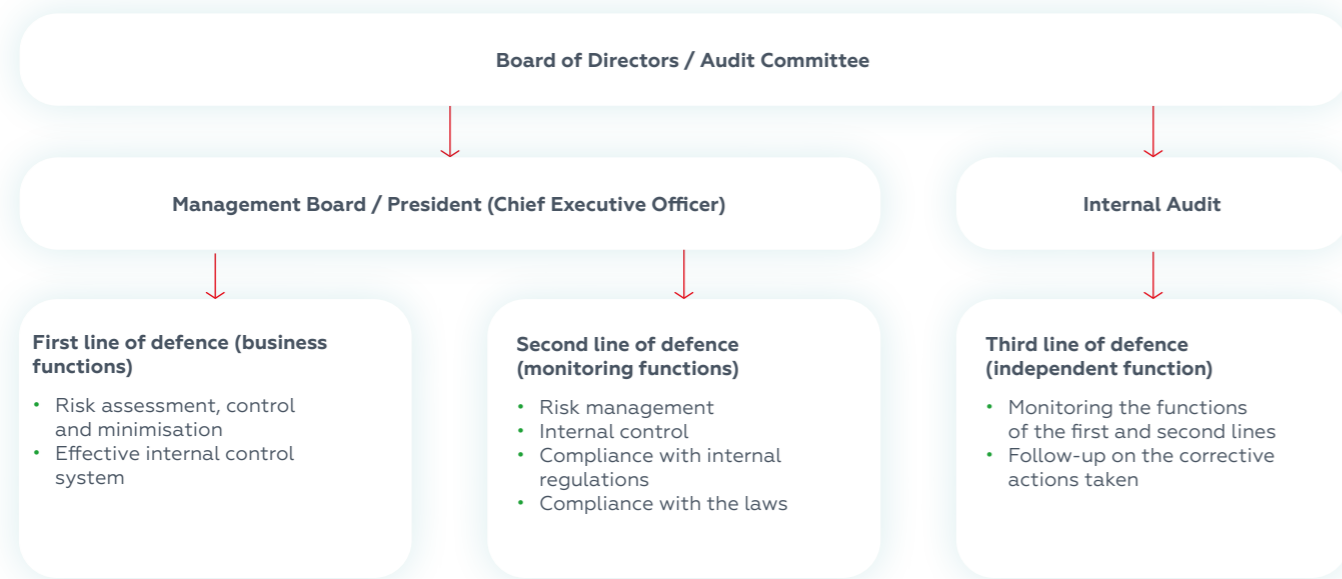 Board of Directors / Audit Committee
Management Board / President (Chief Executive Officer)
Internal Audit
First line of defence (business
functions)
• Risk assessment, control
and minimisation
• Effective internal control
system
Second line of defence
(monitoring functions)
• Risk management
• Internal control
• Compliance with internal
regulations
• Compliance with the laws
Third line of defence
(independent function)
• Monitoring the functions
of the first and second lines
• Follow-up on the corrective
actions taken